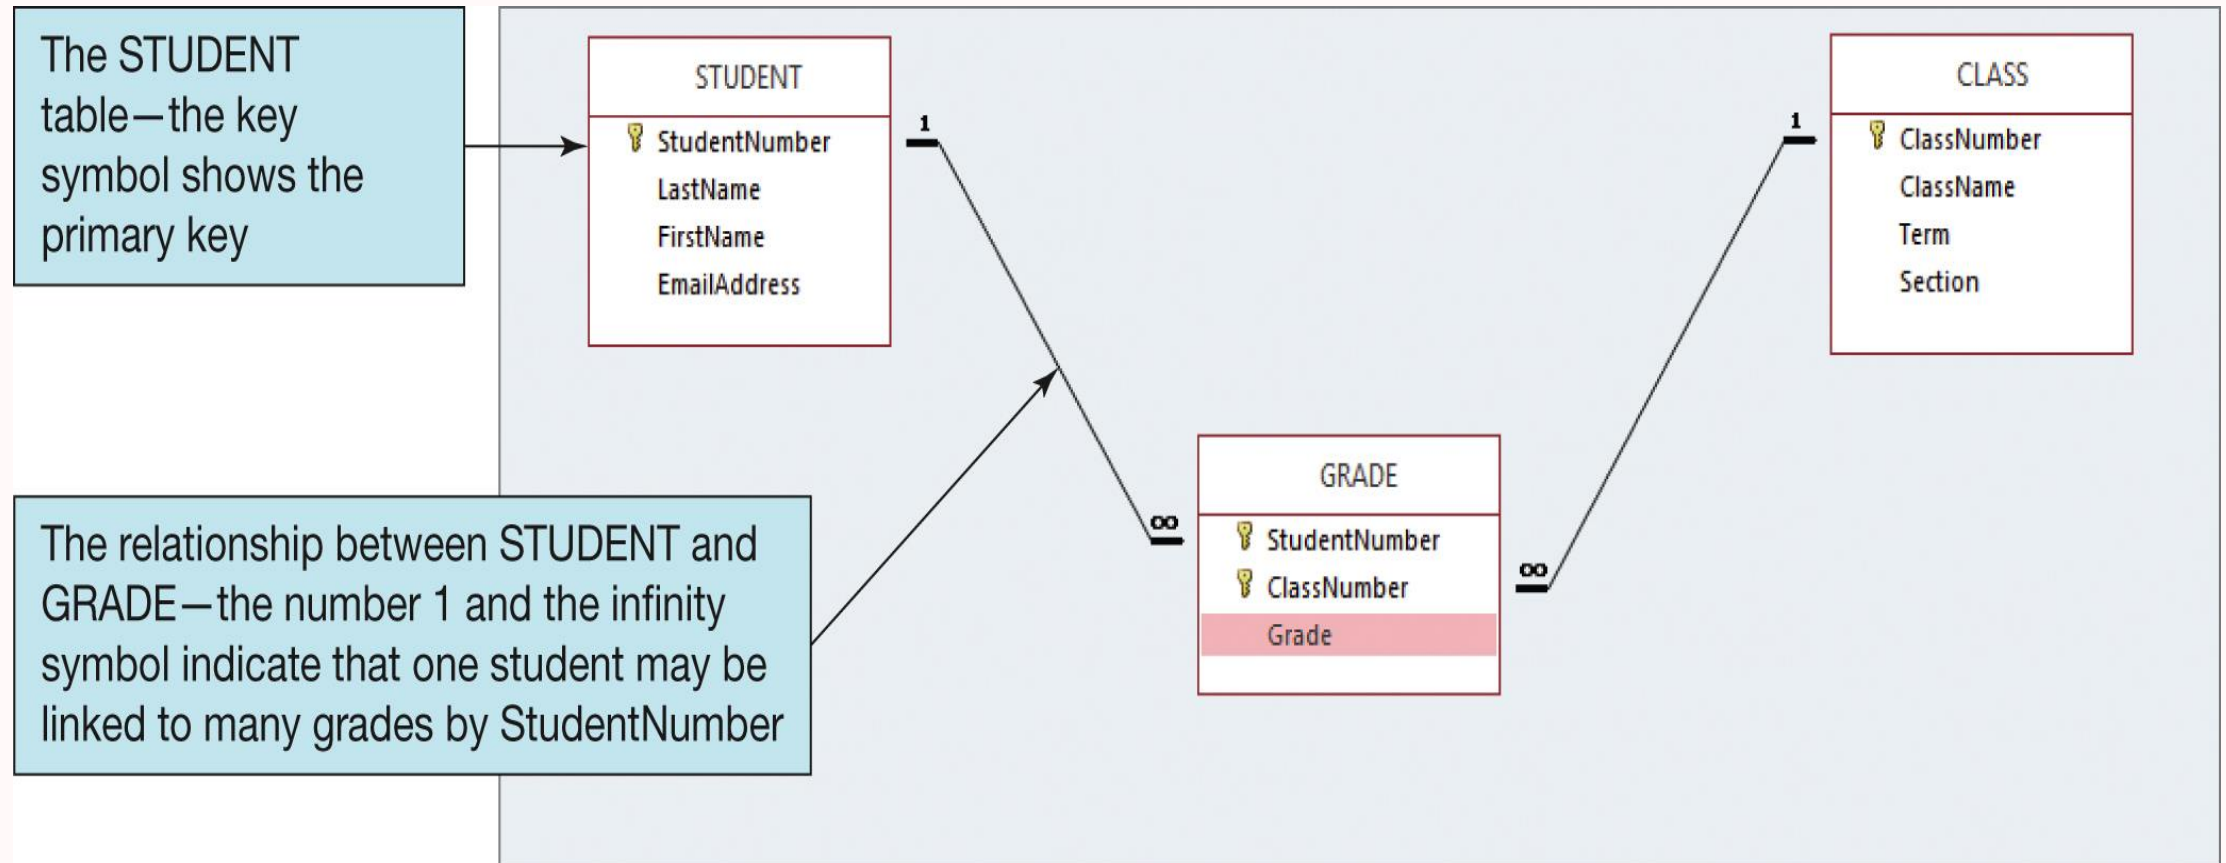 The STUDENT
table—the key
symbol shows the
primary key
STUDENT
StudentNumber
LastName
FirstName
EmailAddress
1
1
CLASS
ClassNumber
ClassName
Term
Section
The relationship between STUDENT and
GRADE—the number 1 and the infinity
symbol indicate that one student may be
linked to many grades by StudentNumber
∞
GRADE
StudentNumber
ClassNumber
Grade
∞